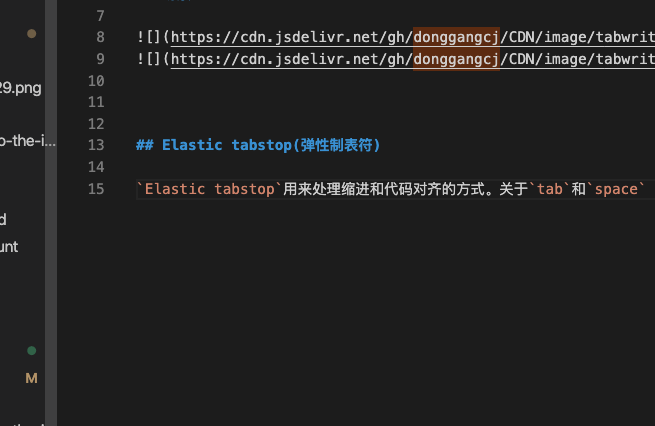 7
8 ![](https://cdn.jsdelivr.net/gh/donggangcj/CDN/image/tabwrit
29.png
9 ![](https://cdn.jsdelivr.net/gh/donggangcj/CDN/image/tabwrit
10
11
12
o-the-i...
13 ## Elastic tabstop(弹性制表符)
14
15 `Elastic tabstop`用来处理缩进和代码对齐的方式。关于`tab`和`space`
d
unt
M